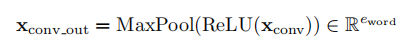 x_conv_out = MaxPool(ReLU(x_conv)) ∈ ℝ^{e_word}